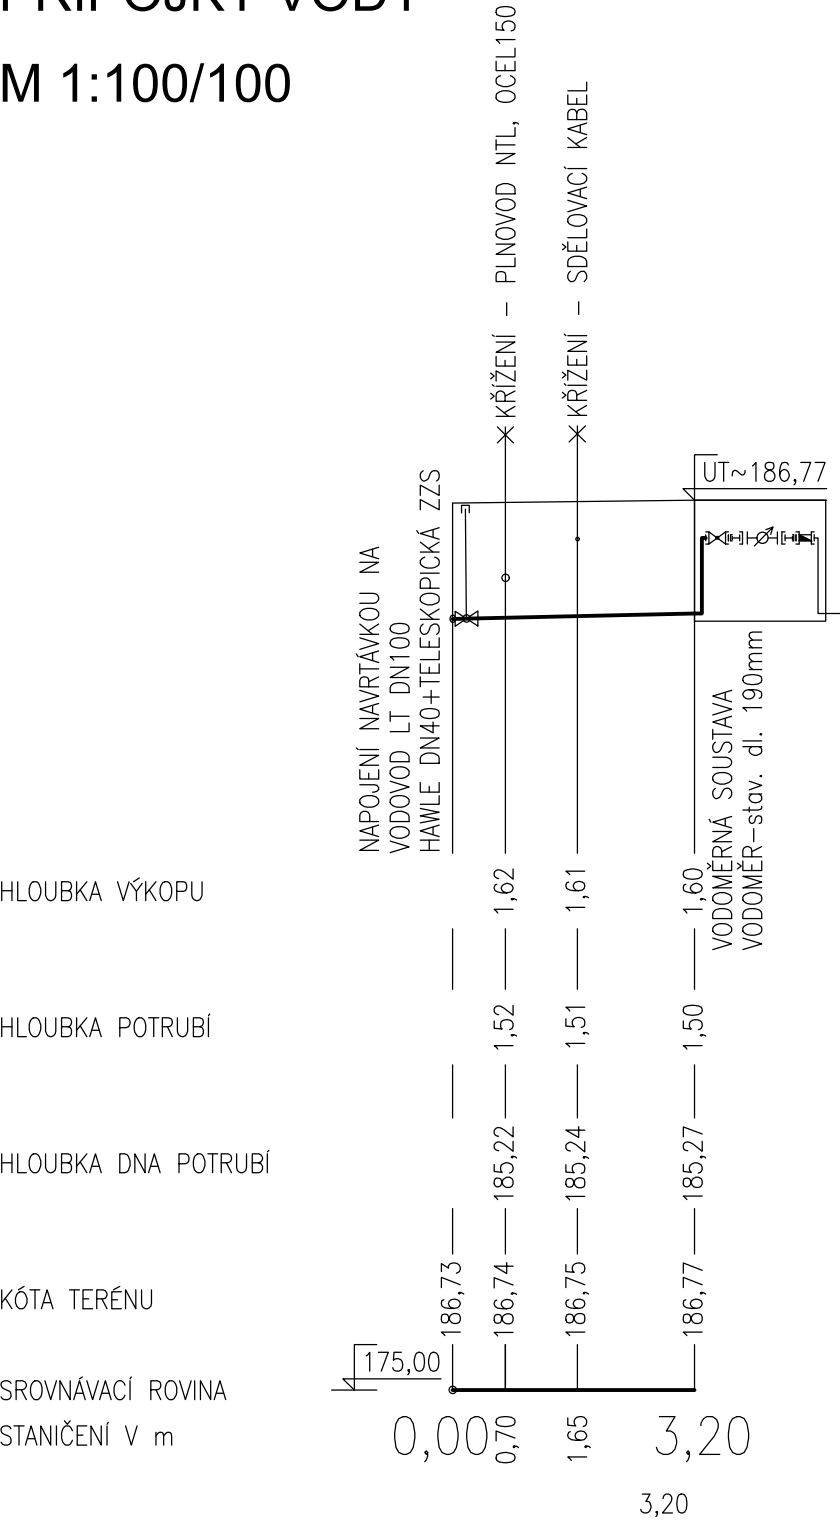 PŘÍPOJKY VODY
M 1:100/100
KŘÍŽENÍ - PLNOVOD NTL, OCEL150
KŘÍŽENÍ - SDĚLOVACÍ KABEL
UT~186,77
NAPOJENÍ NAVRTÁVKOU NA
VODOVOD LT DN100
HAWLE DN40+TELESKOPICKÁ ZZS
VODOMĚRNÁ SOUSTAVA
VODOMĚR-stav. dl. 190mm
HLOUBKA VÝKOPU 1,62 1,61 1,60
HLOUBKA POTRUBÍ 1,52 1,51 1,50
HLOUBKA DNA POTRUBÍ 185,22 185,24 185,27
KÓTA TERÉNU 186,73 186,74 186,75 186,77
175,00
SROVNÁVACÍ ROVINA
STANIČENÍ V m 0,00 0,70 1,65 3,20
3,20